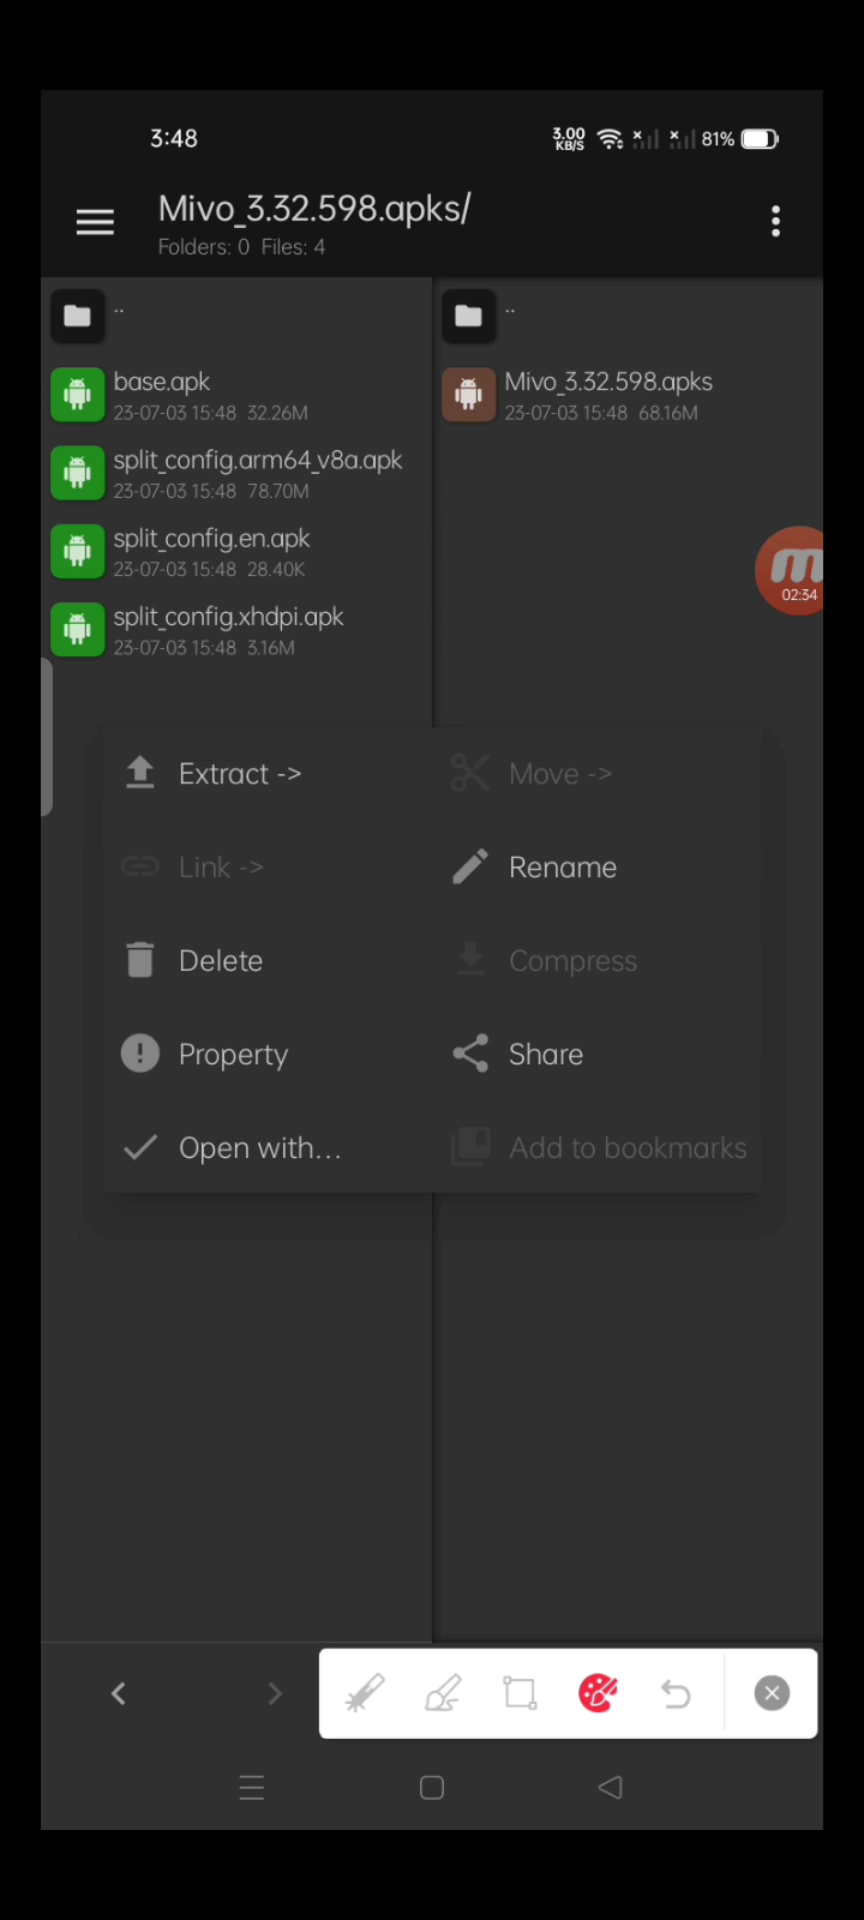 3:48
3.00 KB/S
81%
Mivo_3.32.598.apks/
Folders: 0 Files: 4
..
base.apk
23-07-03 15:48 32.26M
split_config.arm64_v8a.apk
23-07-03 15:48 78.70M
split_config.en.apk
23-07-03 15:48 28.40K
split_config.xhdpi.apk
23-07-03 15:48 3.16M
..
Mivo_3.32.598.apks
23-07-03 15:48 68.16M
m
02:34
Extract ->
Move ->
Link ->
Rename
Delete
Compress
Property
Share
Open with...
Add to bookmarks